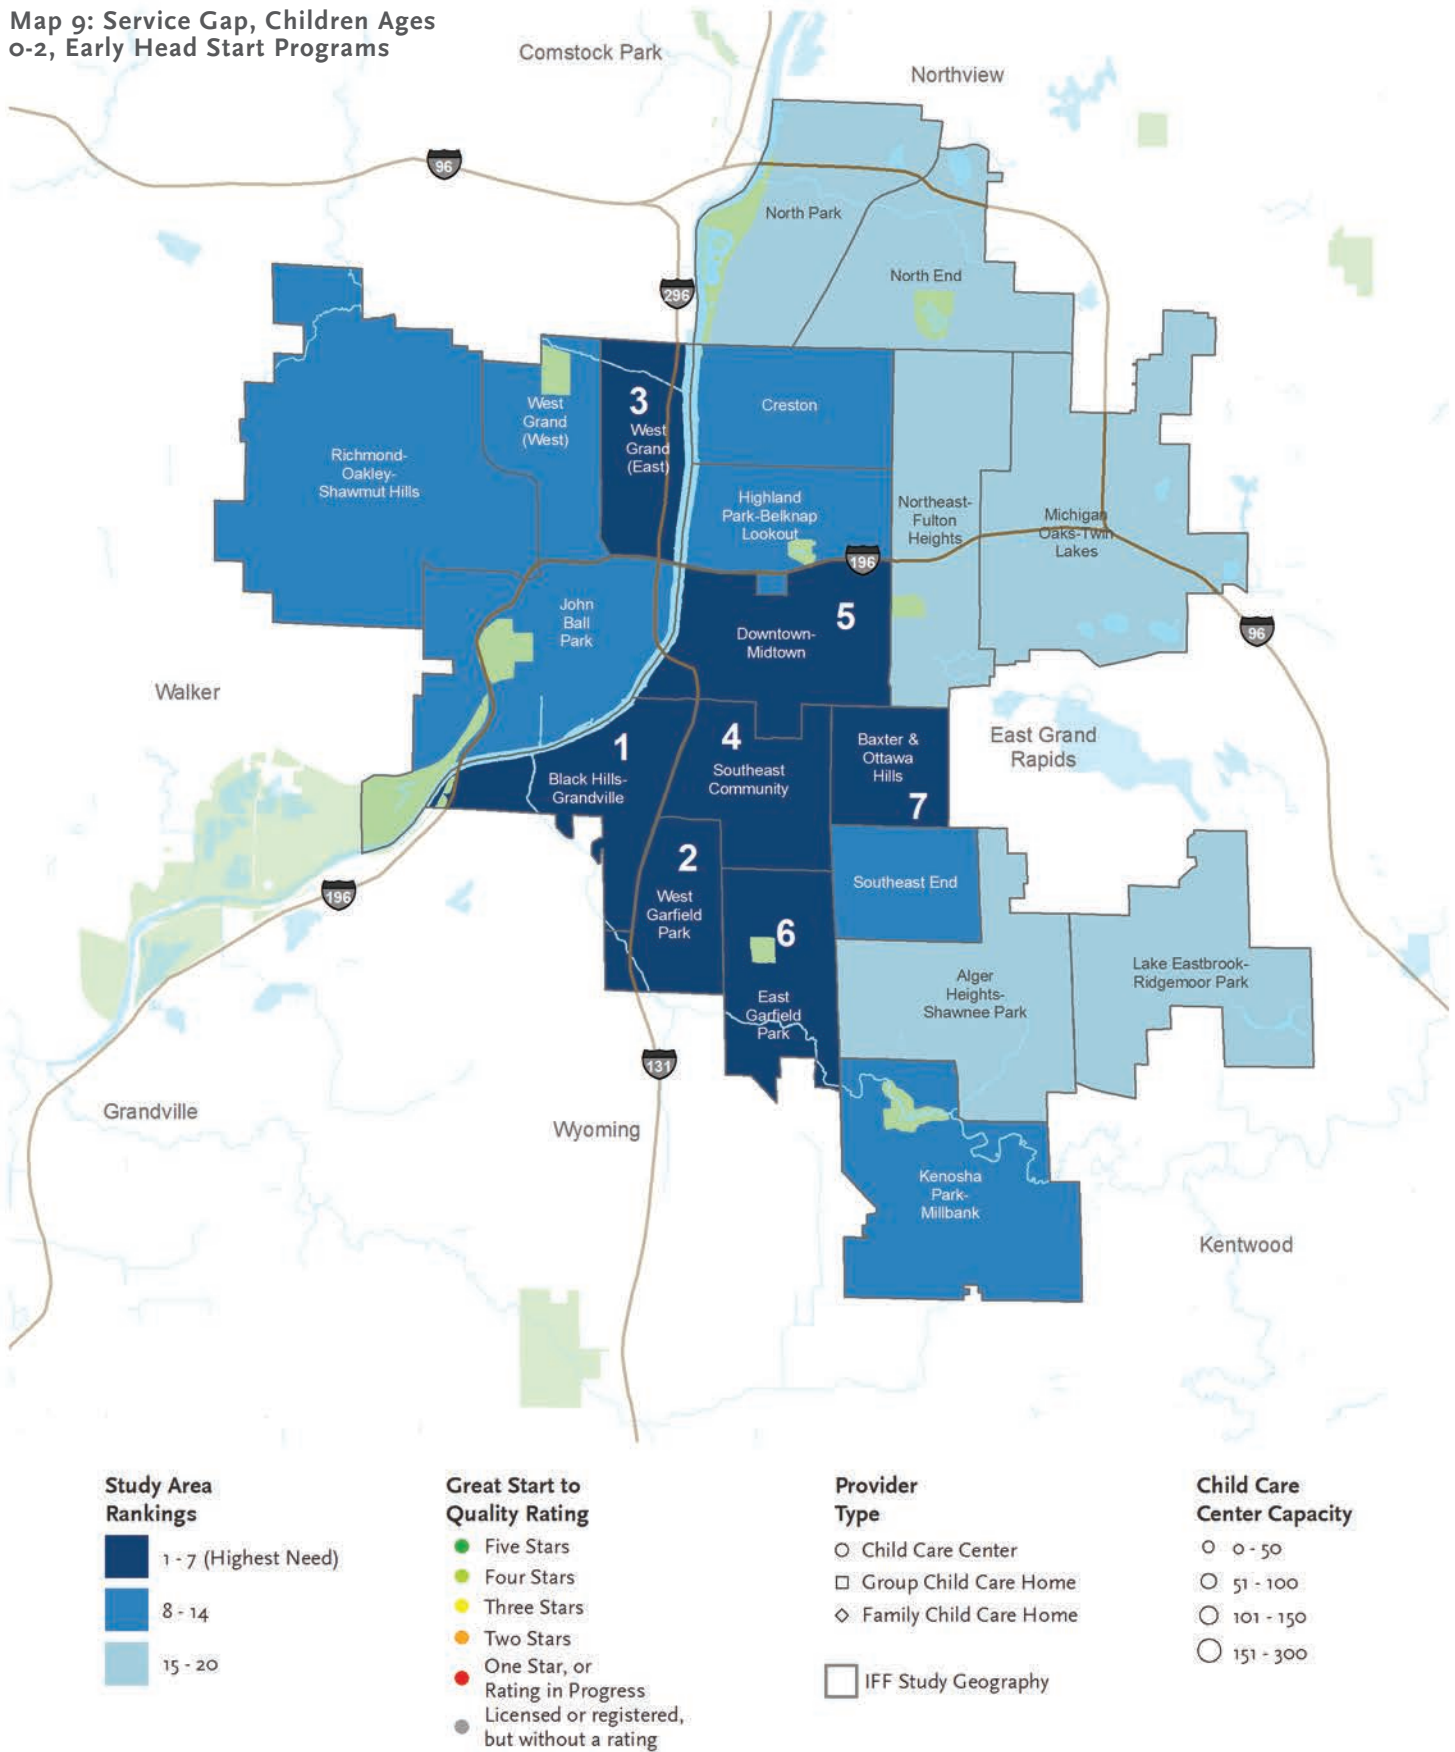 Map 9: Service Gap, Children Ages
0-2, Early Head Start Programs
Comstock Park
Northview
96
North Park
296
North End
3
West
Grand
(East)
West
Grand
(West)
Creston
Richmond-
Oakley-
Shawmut Hills
Highland
Park-Belknap
Lookout
Northeast-
Fulton
Heights
Michigan
Oaks-Twin
Lakes
196
John
Ball
Park
5
Downtown-
Midtown
96
Walker
1
Black Hills-
Grandville
4
Southeast
Community
Baxter &
Ottawa
Hills
7
East Grand
Rapids
2
West
Garfield
Park
Southeast End
196
6
East
Garfield
Park
Alger
Heights-
Shawnee Park
Lake Eastbrook-
Ridgemoor Park
131
Grandville
Wyoming
Kenosha
Park-
Millbank
Kentwood
Study Area
Rankings
1 - 7 (Highest Need)
8 - 14
15 - 20
Great Start to
Quality Rating
Five Stars
Four Stars
Three Stars
Two Stars
One Star, or
Rating in Progress
Licensed or registered,
but without a rating
Provider
Type
Child Care Center
Group Child Care Home
Family Child Care Home
IFF Study Geography
Child Care
Center Capacity
0 - 50
51 - 100
101 - 150
151 - 300